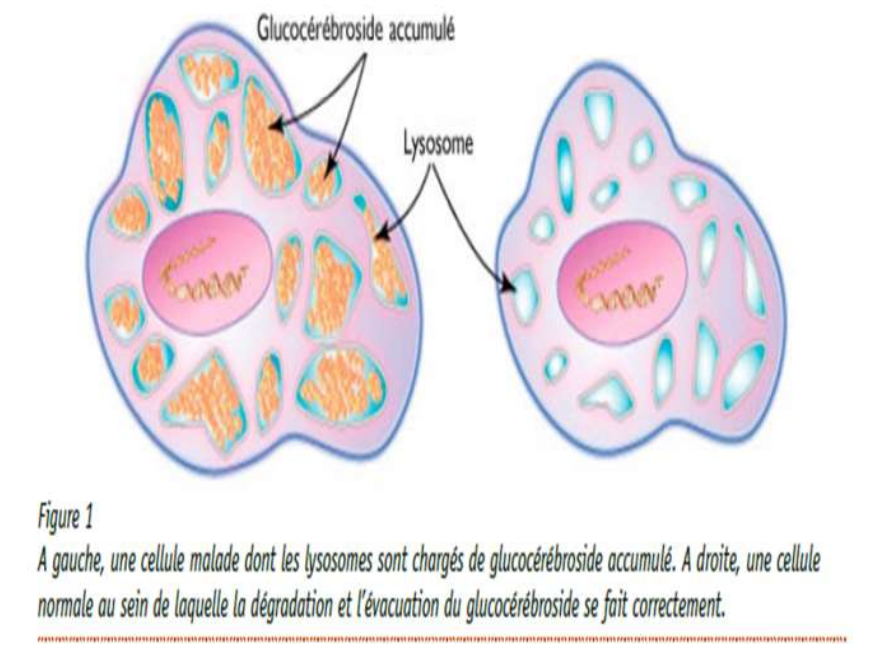 Glucocérébroside accumulé
Lysosome
Figure 1
A gauche, une cellule malade dont les lysosomes sont chargés de glucocérébroside accumulé. A droite, une cellule
normale au sein de laquelle la dégradation et l'évacuation du glucocérébroside se fait correctement.